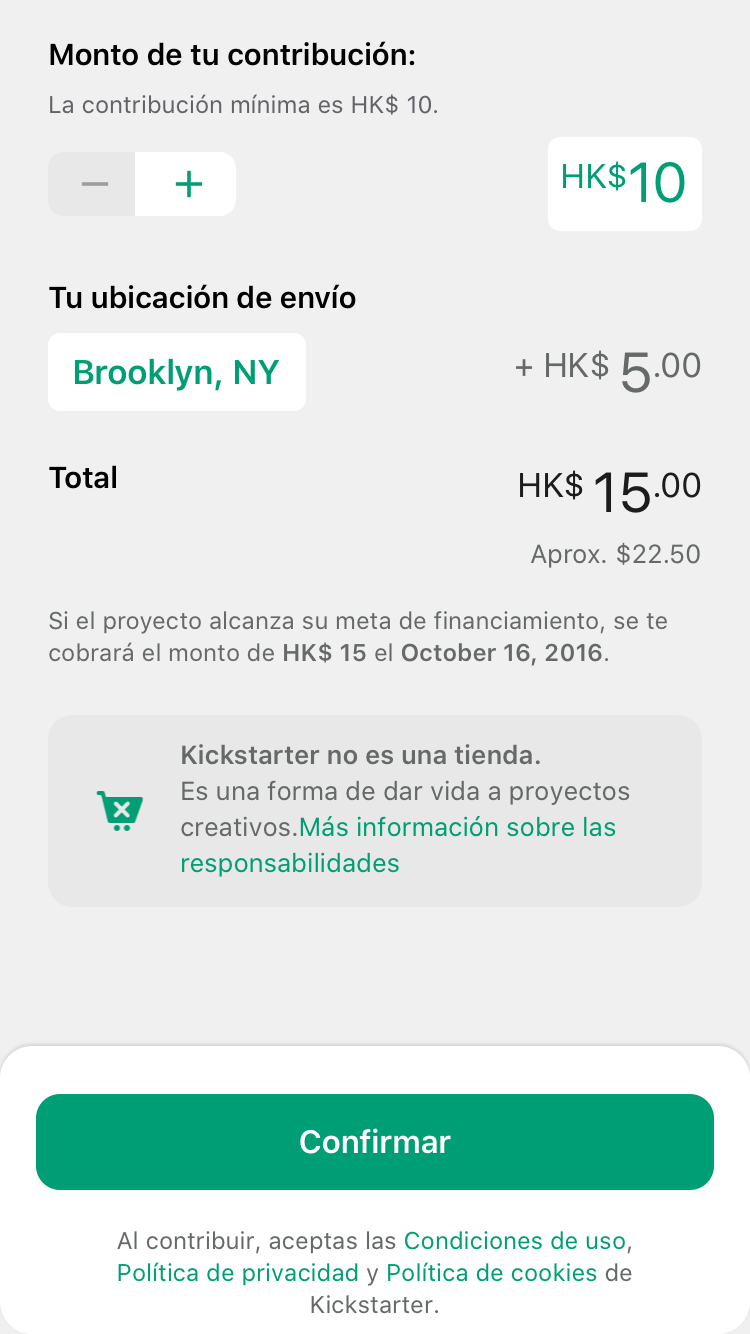 Monto de tu contribución:
La contribución mínima es HK$ 10.
HK$10
Tu ubicación de envío
Brooklyn, NY
+ HK$ 5.00
Total
HK$ 15.00
Aprox. $22.50
Si el proyecto alcanza su meta de financiamiento, se te
cobrará el monto de HK$ 15 el October 16, 2016.
Kickstarter no es una tienda.
Es una forma de dar vida a proyectos
creativos.Más información sobre las
responsabilidades
Confirmar
Al contribuir, aceptas las Condiciones de uso,
Política de privacidad y Política de cookies de
Kickstarter.